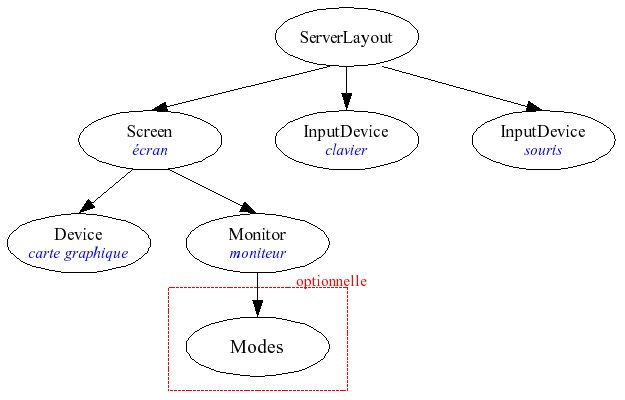 ServerLayout
Screen
écran
InputDevice
clavier
InputDevice
souris
Device
carte graphique
Monitor
moniteur
optionnelle
Modes